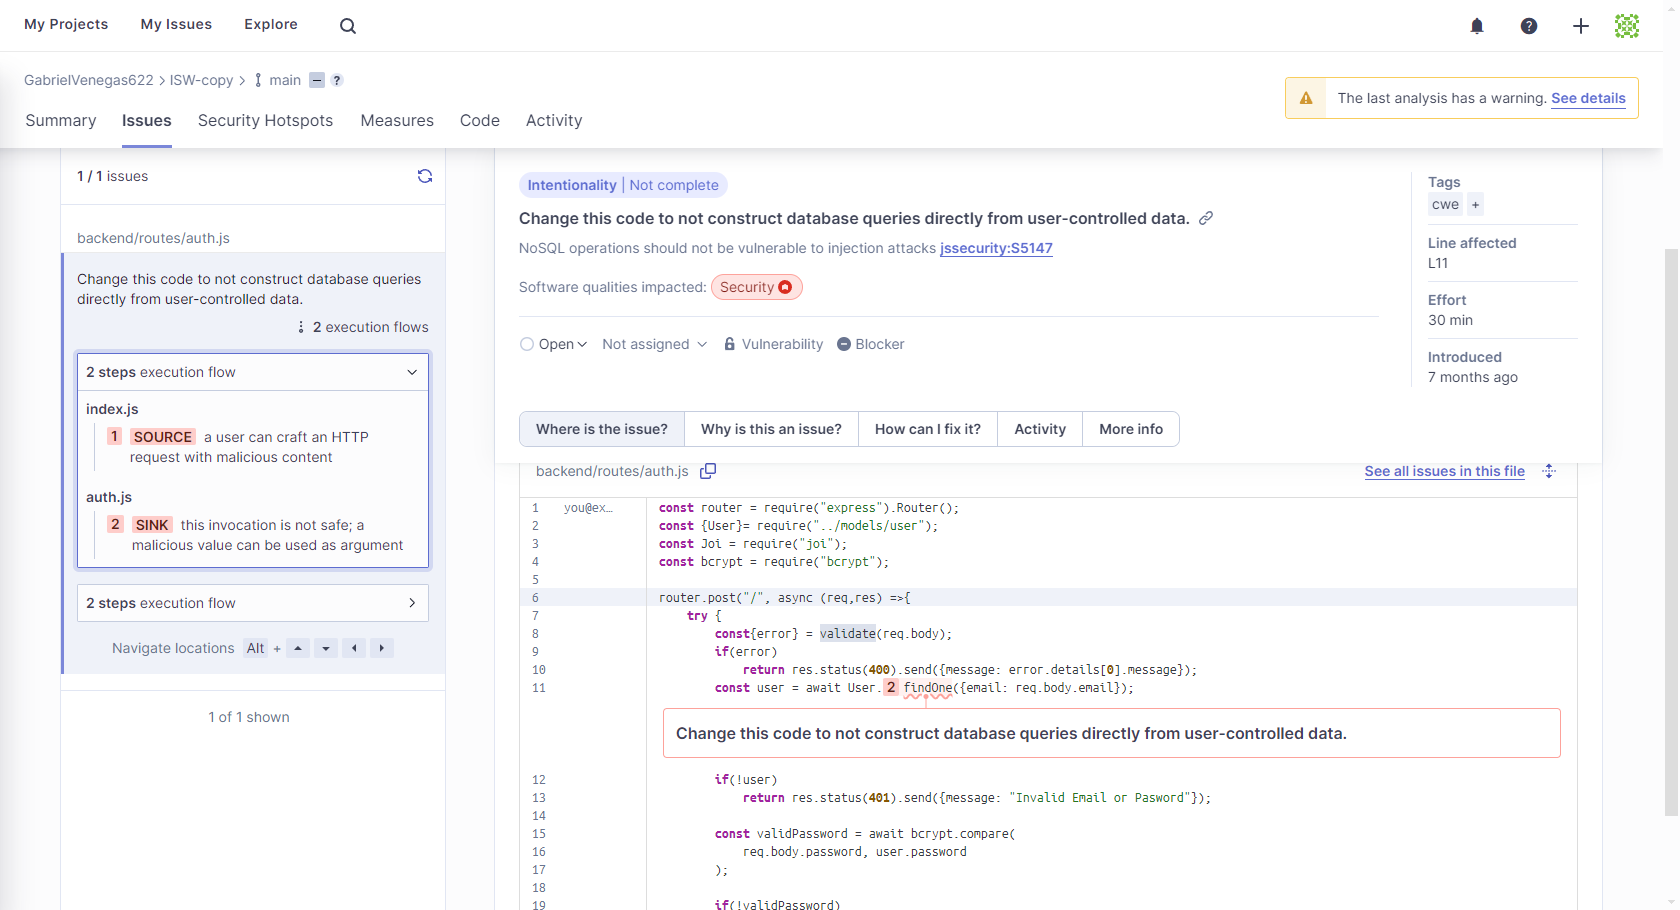 My Projects My Issues Explore
GabrielVenegas622 > ISW-copy > main ?
The last analysis has a warning. See details
Summary Issues Security Hotspots Measures Code Activity
1 / 1 issues
backend/routes/auth.js
Change this code to not construct database queries
directly from user-controlled data.
2 execution flows
2 steps execution flow
index.js
1 SOURCE a user can craft an HTTP
request with malicious content
auth.js
2 SINK this invocation is not safe; a
malicious value can be used as argument
2 steps execution flow
Navigate locations Alt +
1 of 1 shown
Intentionality | Not complete
Change this code to not construct database queries directly from user-controlled data.
NoSQL operations should not be vulnerable to injection attacks jssecurity:S5147
Software qualities impacted: Security
Open Not assigned Vulnerability Blocker
Tags
cwe +
Line affected
L11
Effort
30 min
Introduced
7 months ago
Where is the issue? Why is this an issue? How can I fix it? Activity More info
backend/routes/auth.js See all issues in this file
1 you@ex... const router = require("express").Router();
2 const {User}= require("../models/user");
3 const Joi = require("joi");
4 const bcrypt = require("bcrypt");
5
6 router.post("/", async (req,res) =>{
7 try {
8 const{error} = validate(req.body);
9 if(error)
10 return res.status(400).send({message: error.details[0].message});
11 const user = await User. 2 findOne({email: req.body.email});
Change this code to not construct database queries directly from user-controlled data.
12 if(!user)
13 return res.status(401).send({message: "Invalid Email or Pasword"});
14
15 const validPassword = await bcrypt.compare(
16 req.body.password, user.password
17 );
18
19 if(!validPassword)